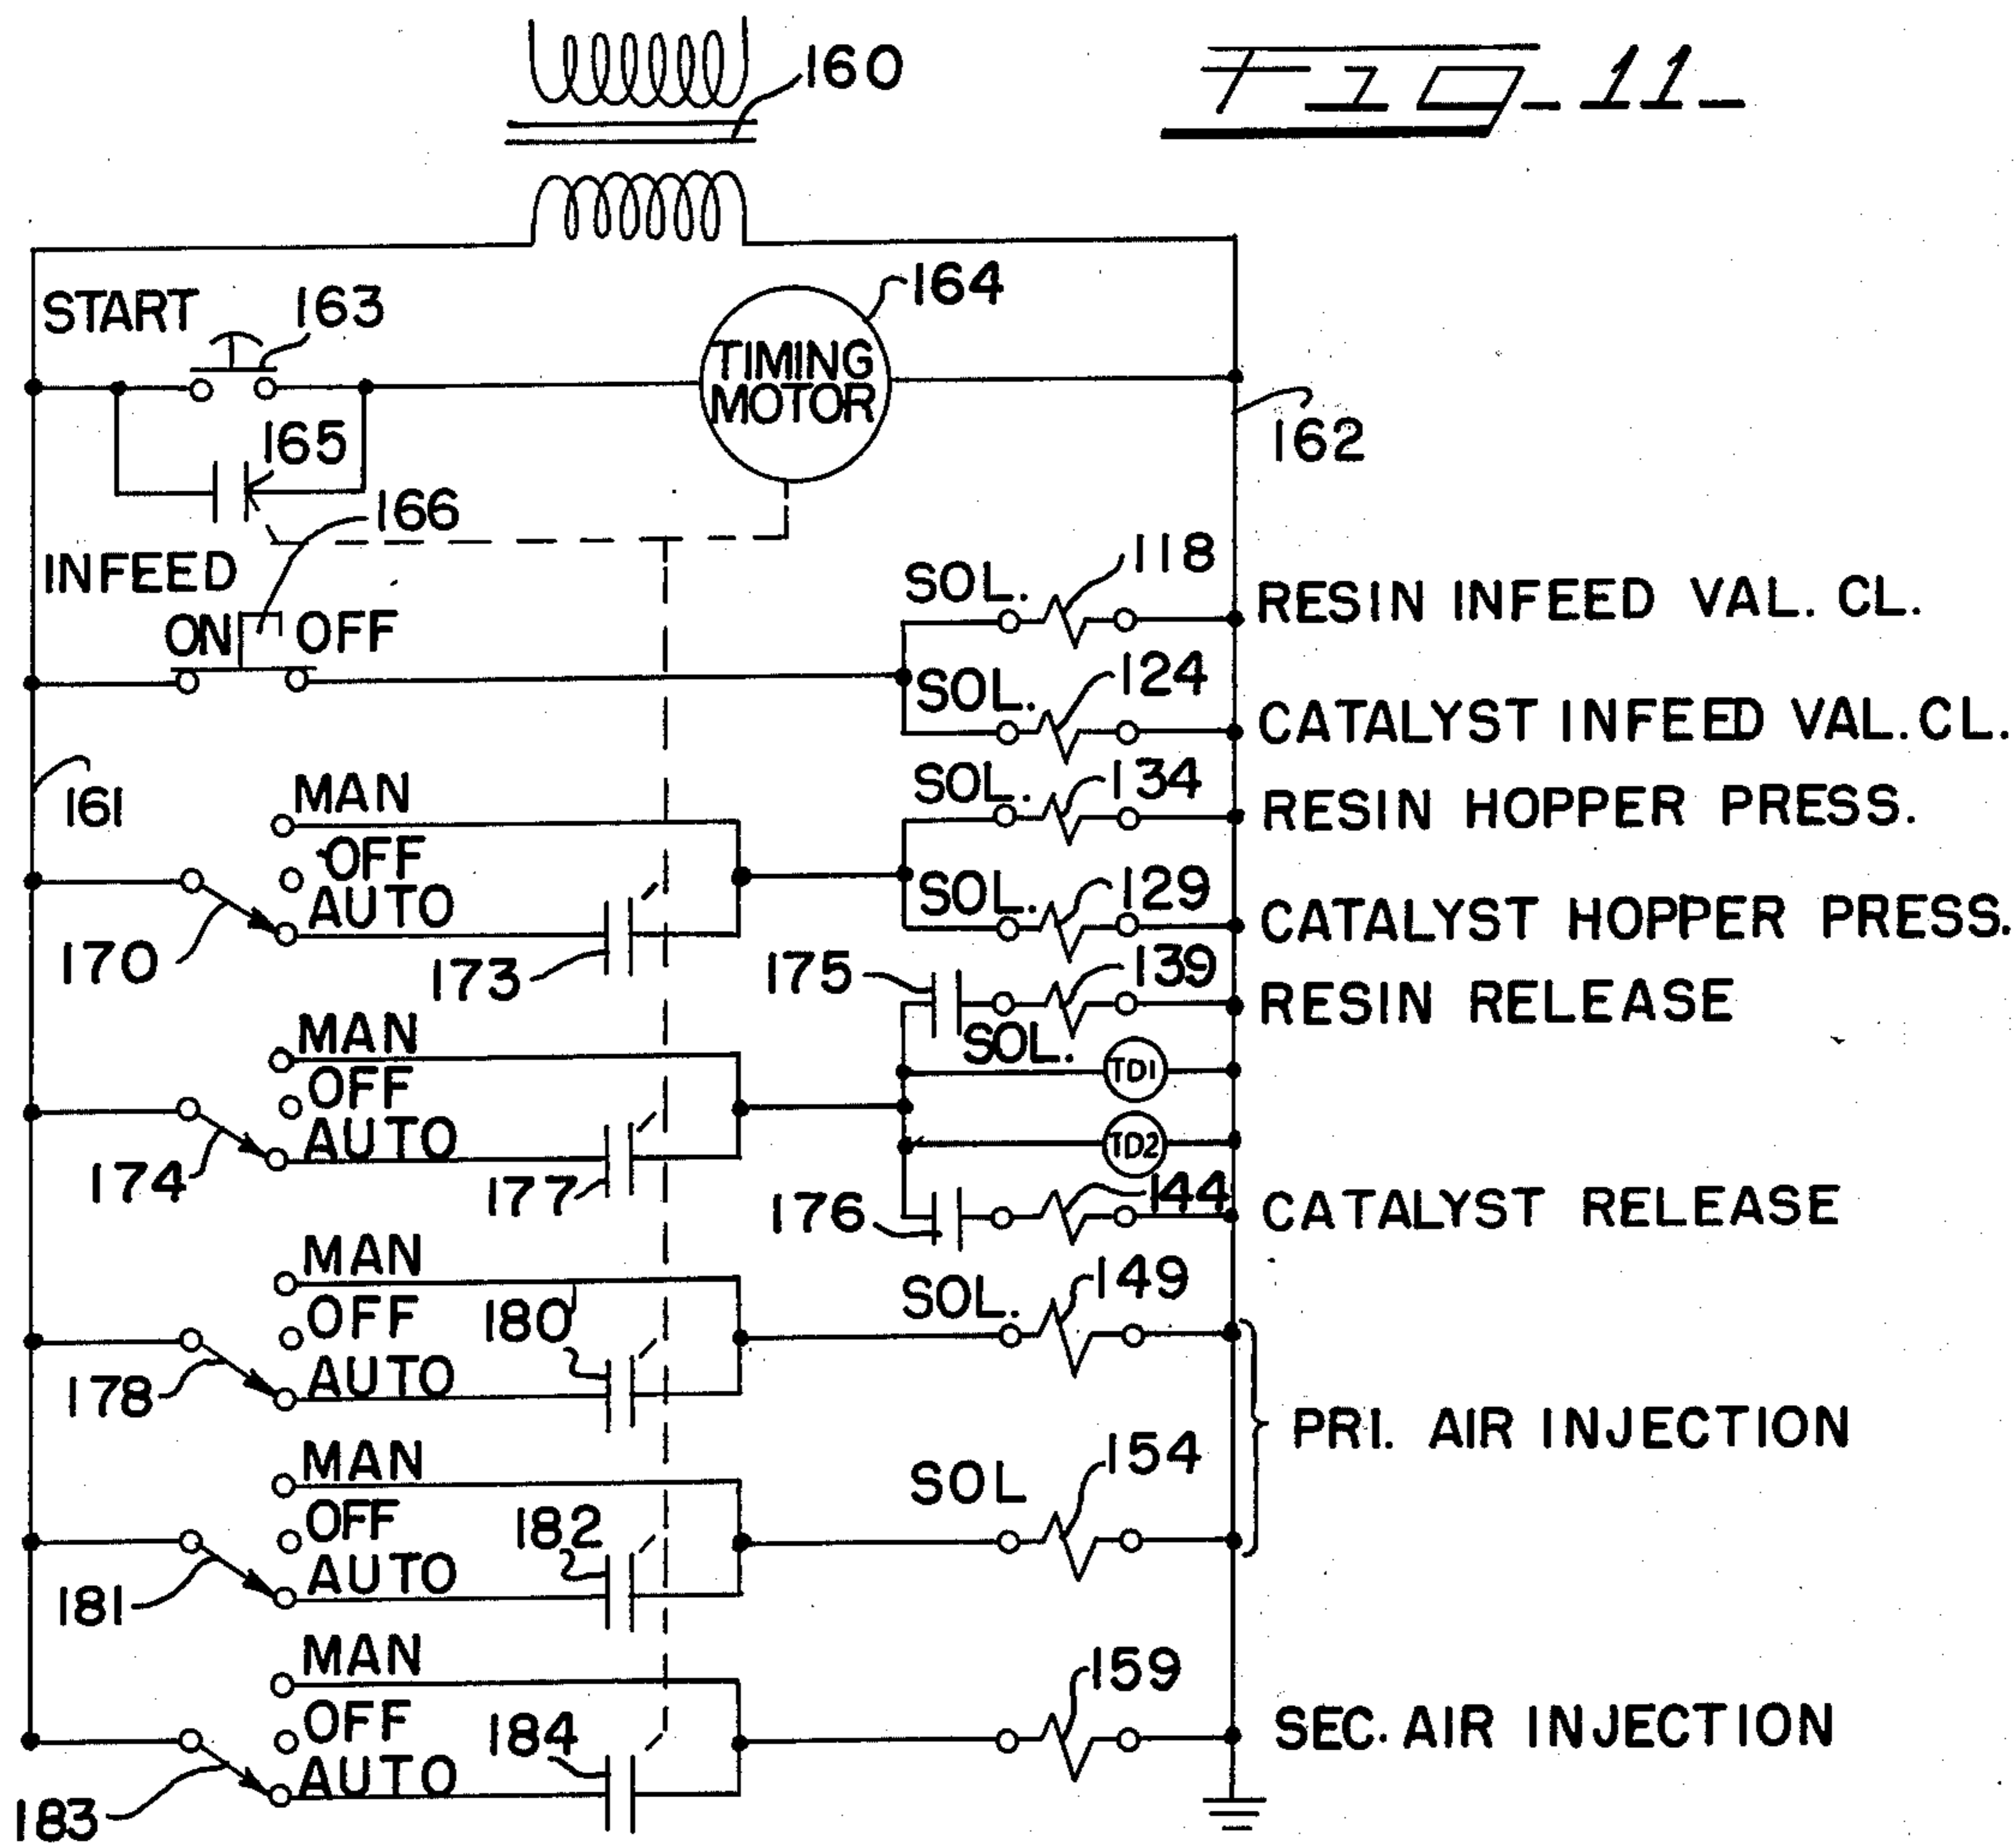 160
Fig-11-
START
163
164
TIMING
MOTOR
165
162
166
INFEED
ON OFF
SOL.
118
RESIN INFEED VAL. CL.
SOL.
124
CATALYST INFEED VAL. CL.
161
MAN
OFF
AUTO
170
173
SOL.
134
RESIN HOPPER PRESS.
SOL.
129
CATALYST HOPPER PRESS.
175
139
SOL.
RESIN RELEASE
MAN
OFF
AUTO
174
177
TD1
TD2
176
144
CATALYST RELEASE
MAN
OFF
AUTO
178
180
SOL.
149
PRI. AIR INJECTION
MAN
OFF
AUTO
181
182
SOL
154
MAN
OFF
AUTO
183
184
159
SEC. AIR INJECTION